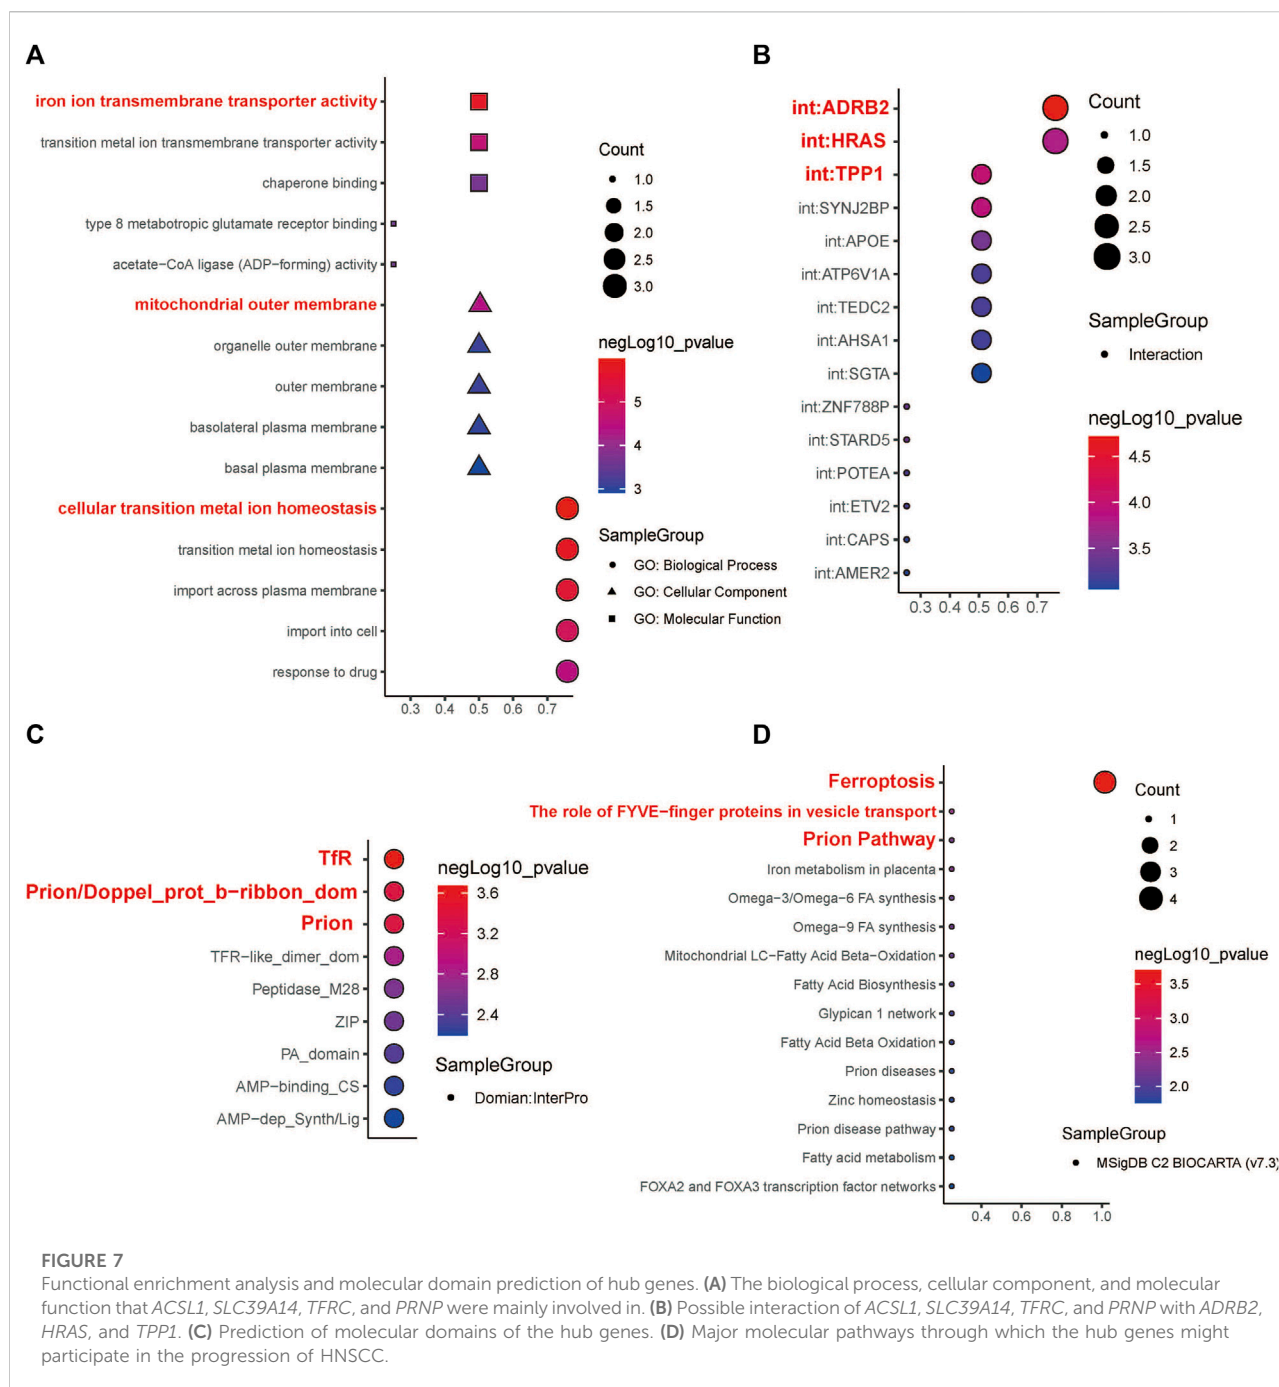 A
iron ion transmembrane transporter activity
transition metal ion transmembrane transporter activity
chaperone binding
type 8 metabotropic glutamate receptor binding
acetate-CoA ligase (ADP-forming) activity
mitochondrial outer membrane
organelle outer membrane
outer membrane
basolateral plasma membrane
basal plasma membrane
cellular transition metal ion homeostasis
transition metal ion homeostasis
import across plasma membrane
import into cell
response to drug
0.3 0.4 0.5 0.6 0.7
Count
1.0
1.5
2.0
2.5
3.0
negLog10_pvalue
5
4
3
SampleGroup
GO: Biological Process
GO: Cellular Component
GO: Molecular Function
B
int:ADRB2
int:HRAS
int:TPP1
int:SYNJ2BP
int:APOE
int:ATP6V1A
int:TEDC2
int:AHSA1
int:SGTA
int:ZNF788P
int:STARD5
int:POTEA
int:ETV2
int:CAPS
int:AMER2
0.3 0.4 0.5 0.6 0.7
Count
1.0
1.5
2.0
2.5
3.0
SampleGroup
Interaction
negLog10_pvalue
4.5
4.0
3.5
C
TfR
Prion/Doppel_prot_b−ribbon_dom
Prion
TFR−like_dimer_dom
Peptidase_M28
ZIP
PA_domain
AMP−binding_CS
AMP−dep_Synth/Lig
negLog10_pvalue
3.6
3.2
2.8
2.4
SampleGroup
Domian:InterPro
D
Ferroptosis
The role of FYVE−finger proteins in vesicle transport
Prion Pathway
Iron metabolism in placenta
Omega−3/Omega−6 FA synthesis
Omega−9 FA synthesis
Mitochondrial LC−Fatty Acid Beta−Oxidation
Fatty Acid Biosynthesis
Glypican 1 network
Fatty Acid Beta Oxidation
Prion diseases
Zinc homeostasis
Prion disease pathway
Fatty acid metabolism
FOXA2 and FOXA3 transcription factor networks
0.4 0.6 0.8 1.0
Count
1
2
3
4
negLog10_pvalue
3.5
3.0
2.5
2.0
SampleGroup
MSigDB C2 BIOCARTA (v7.3)
FIGURE 7
Functional enrichment analysis and molecular domain prediction of hub genes. (A) The biological process, cellular component, and molecular
function that ACSL1, SLC39A14, TFRC, and PRNP were mainly involved in. (B) Possible interaction of ACSL1, SLC39A14, TFRC, and PRNP with ADRB2,
HRAS, and TPP1. (C) Prediction of molecular domains of the hub genes. (D) Major molecular pathways through which the hub genes might
participate in the progression of HNSCC.